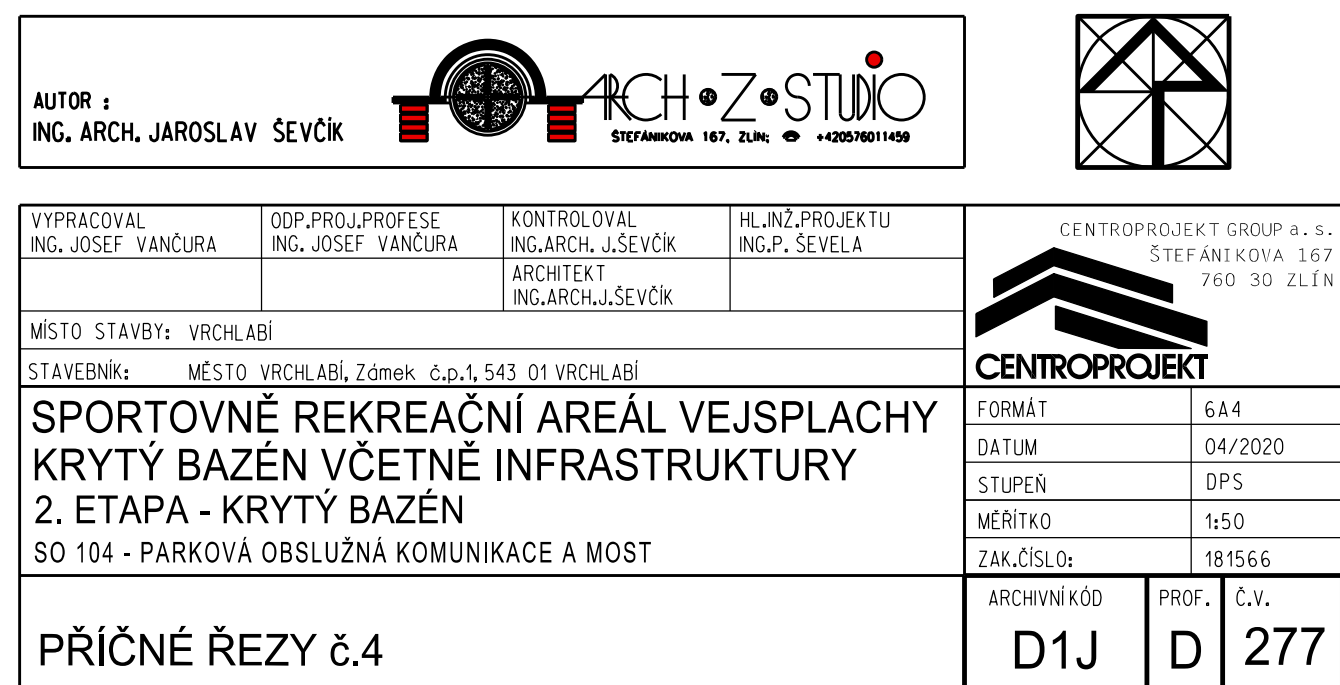 AUTOR :
ING. ARCH. JAROSLAV ŠEVČÍK
ARCH•Z•STUDIO
ŠTEFÁNIKOVA 167, ZLÍN; ☎ +420576011459
VYPRACOVAL
ING. JOSEF VANČURA
ODP.PROJ.PROFESE
ING. JOSEF VANČURA
KONTROLOVAL
ING.ARCH. J.ŠEVČÍK
HL.INŽ.PROJEKTU
ING.P. ŠEVELA
ARCHITEKT
ING.ARCH.J.ŠEVČÍK
MÍSTO STAVBY: VRCHLABÍ
STAVEBNÍK: MĚSTO VRCHLABÍ, Zámek č.p.1, 543 01 VRCHLABÍ
CENTROPROJEKT GROUP a.s.
ŠTEFÁNIKOVA 167
760 30 ZLÍN
CENTROPROJEKT
SPORTOVNĚ REKREAČNÍ AREÁL VEJSPLACHY
KRYTÝ BAZÉN VČETNĚ INFRASTRUKTURY
2. ETAPA - KRYTÝ BAZÉN
SO 104 - PARKOVÁ OBSLUŽNÁ KOMUNIKACE A MOST
FORMÁT 6A4
DATUM 04/2020
STUPEŇ DPS
MĚŘÍTKO 1:50
ZAK.ČÍSLO: 181566
PŘÍČNÉ ŘEZY č.4
ARCHIVNÍ KÓD
D1J
PROF.
D
Č.V.
277